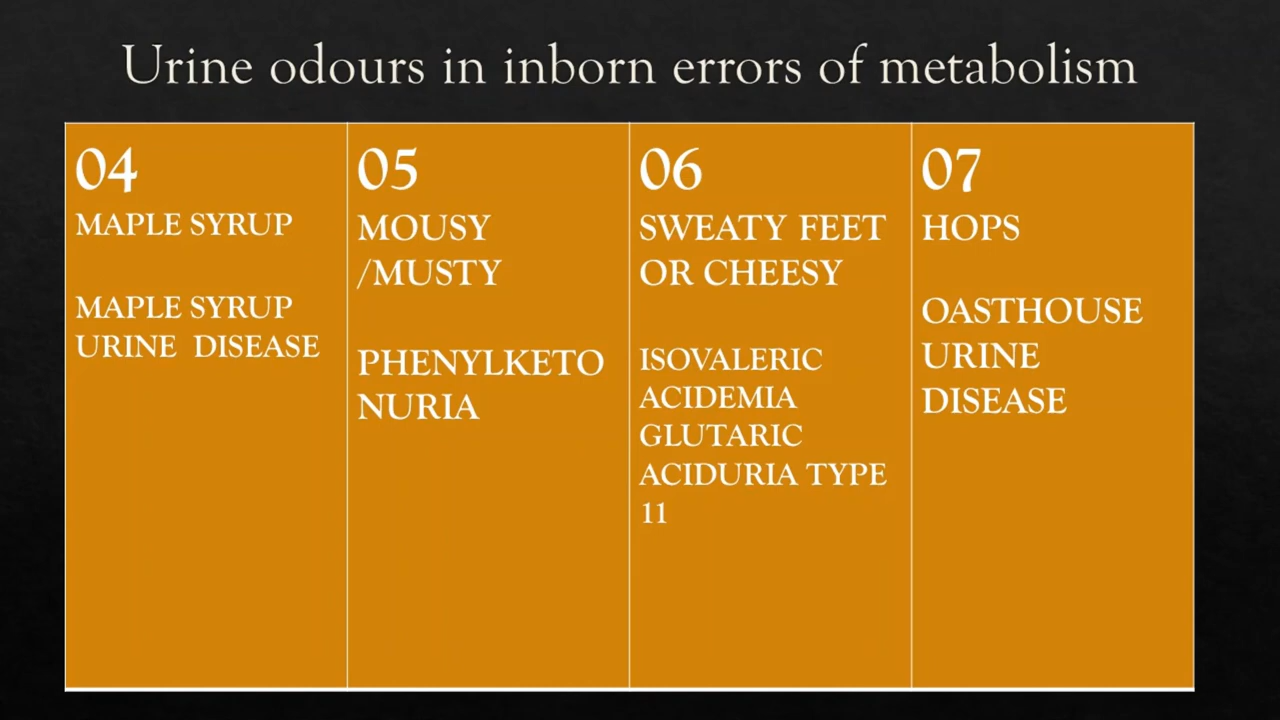 Urine odours in inborn errors of metabolism
04
MAPLE SYRUP
MAPLE SYRUP
URINE DISEASE
05
MOUSY
/MUSTY
PHENYLKETO
NURIA
06
SWEATY FEET
OR CHEESY
ISOVALERIC
ACIDEMIA
GLUTARIC
ACIDURIA TYPE
11
07
HOPS
OASTHOUSE
URINE
DISEASE